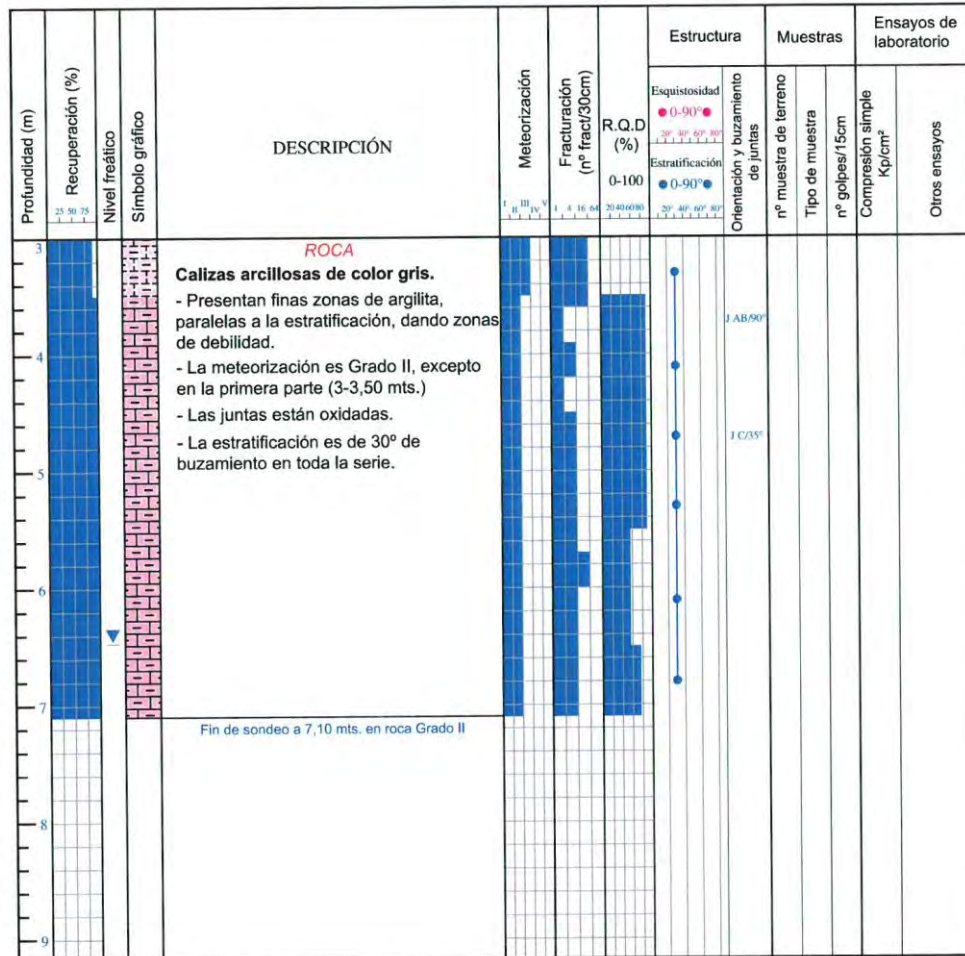 Estructura
Muestras
Ensayos de
laboratorio
Profundidad (m)
Recuperación (%)
25 50 75
Nivel freático
Símbolo gráfico
DESCRIPCIÓN
Meteorización
I II III IV V
Fracturación
(nº fract/30cm)
1 4 16 64
R.Q.D
(%)
0-100
20 40 60 80
Esquistosidad
0-90°
20° 40° 60° 80°
Estratificación
0-90°
20° 40° 60° 80°
Orientación y buzamiento
de juntas
nº muestra de terreno
Tipo de muestra
nº golpes/15cm
Compresión simple
Kp/cm²
Otros ensayos
3
ROCA
Calizas arcillosas de color gris.
- Presentan finas zonas de argilita,
paralelas a la estratificación, dando zonas
de debilidad.
J AB/90°
4
- La meteorización es Grado II, excepto
en la primera parte (3-3,50 mts.)
- Las juntas están oxidadas.
J C/35°
- La estratificación es de 30º de
buzamiento en toda la serie.
5
6
7
Fin de sondeo a 7,10 mts. en roca Grado II
8
9